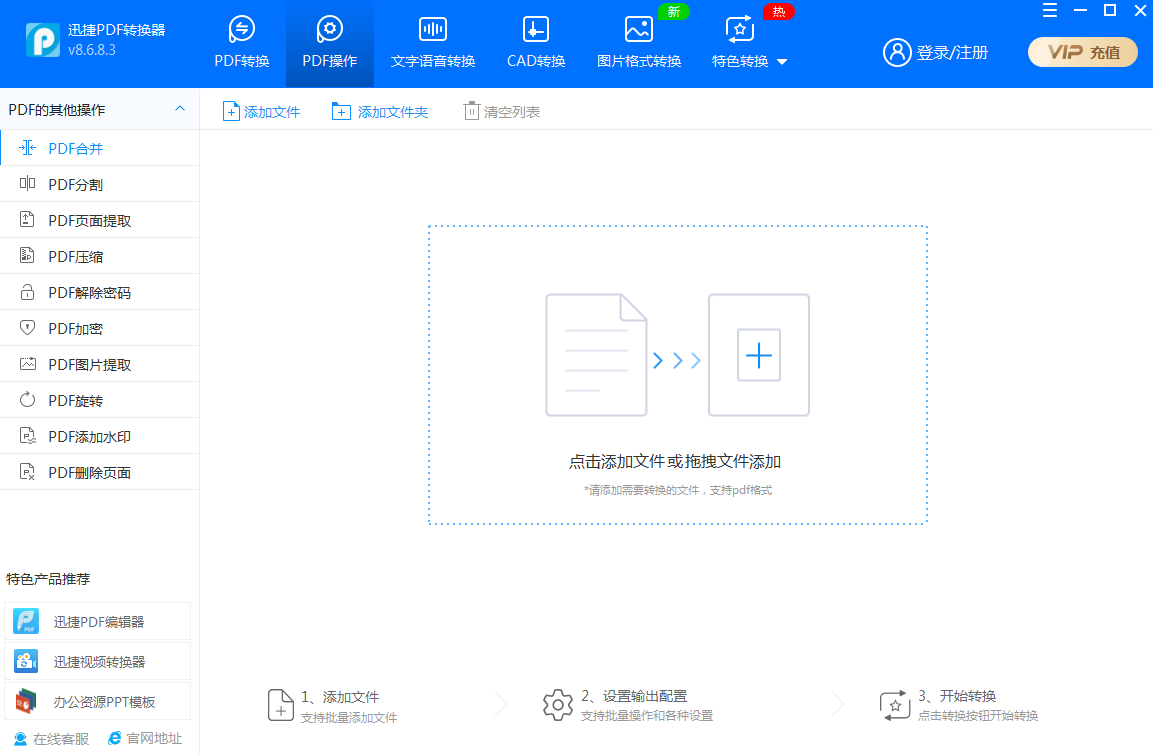 迅捷PDF转换器
v8.6.8.3
PDF转换
PDF操作
文字语音转换
CAD转换
图片格式转换
新
特色转换
热
登录/注册
VIP 充值
PDF的其他操作
添加文件
添加文件夹
清空列表
PDF合并
PDF分割
PDF页面提取
PDF压缩
PDF解除密码
PDF加密
PDF图片提取
PDF旋转
PDF添加水印
PDF删除页面
点击添加文件或拖拽文件添加
*请添加需要转换的文件，支持pdf格式
特色产品推荐
迅捷PDF编辑器
迅捷视频转换器
办公资源PPT模板
在线客服
官网地址
1、添加文件
支持批量添加文件
2、设置输出配置
支持批量操作和各种设置
3、开始转换
点击转换按钮开始转换